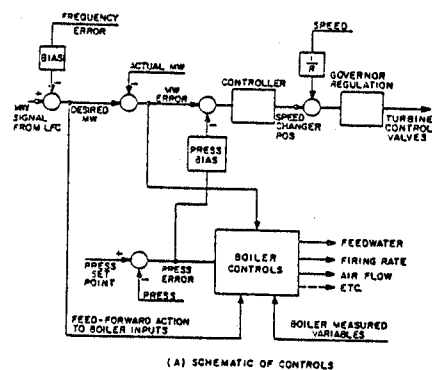 FREQUENCY
ERROR
BIAS
SPEED
1
R
ACTUAL MW
MW
ERROR
CONTROLLER
GOVERNOR
REGULATION
SIGNAL
FROM LFC
DESIRED
MW
SPEED
CHANGER
POS
TURBINE
CONTROL
VALVES
PRESS
BIAS
BOILER
CONTROLS
FEEDWATER
FIRING RATE
AIR FLOW
ETC.
PRESS
SET
POINT
PRESS
ERROR
PRESS
FEED-FORWARD ACTION
TO BOILER INPUTS
BOILER MEASURED
VARIABLES
(A) SCHEMATIC OF CONTROLS